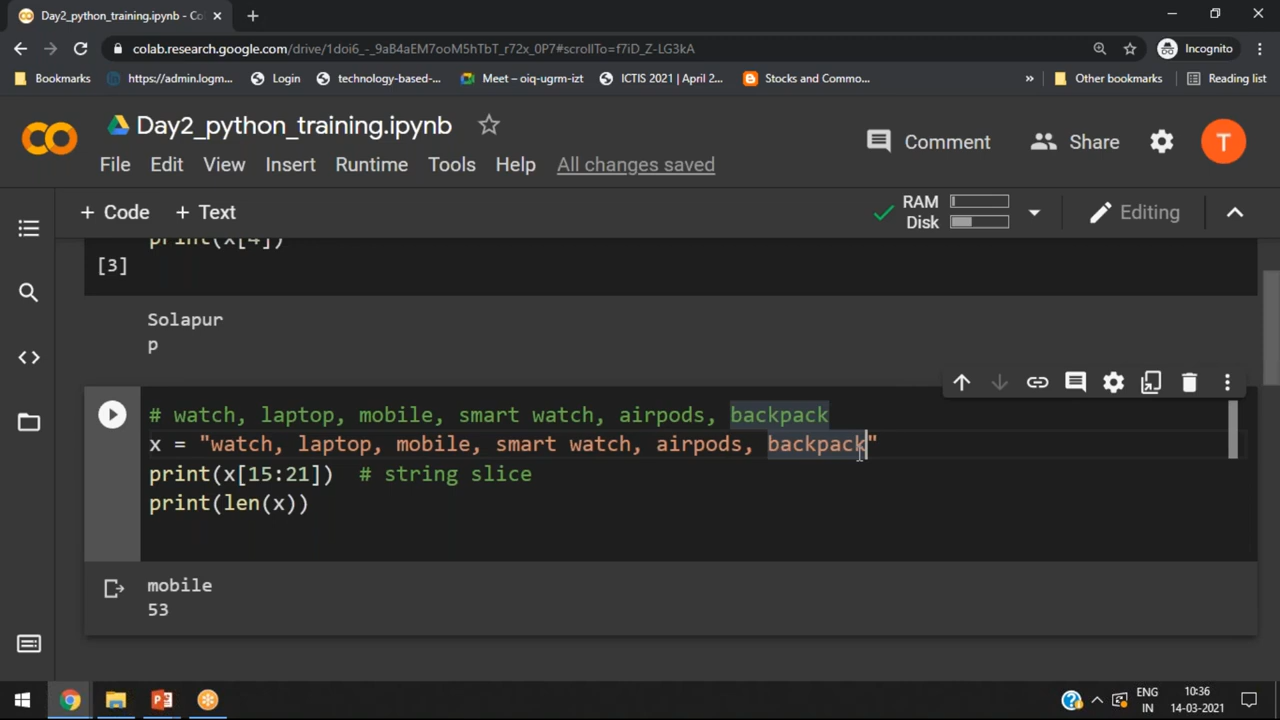 Day2_python_training.ipynb - Co
colab.research.google.com/drive/1doi6_-_9aB4aEM7ooM5hTbT_r72x_0P7#scrollTo=f7iD_Z-LG3kA
Incognito
Bookmarks https://admin.logm... Login technology-based-... Meet – oiq-ugrm-izt ICTIS 2021 | April 2... Stocks and Commo... » Other bookmarks Reading list
Day2_python_training.ipynb
Comment Share T
File Edit View Insert Runtime Tools Help All changes saved
+ Code + Text
RAM
Disk
Editing
print(x[4])
[3]
Solapur
p
# watch, laptop, mobile, smart watch, airpods, backpack
x = "watch, laptop, mobile, smart watch, airpods, backpack"
print(x[15:21]) # string slice
print(len(x))
mobile
53
ENG
IN
10:36
14-03-2021